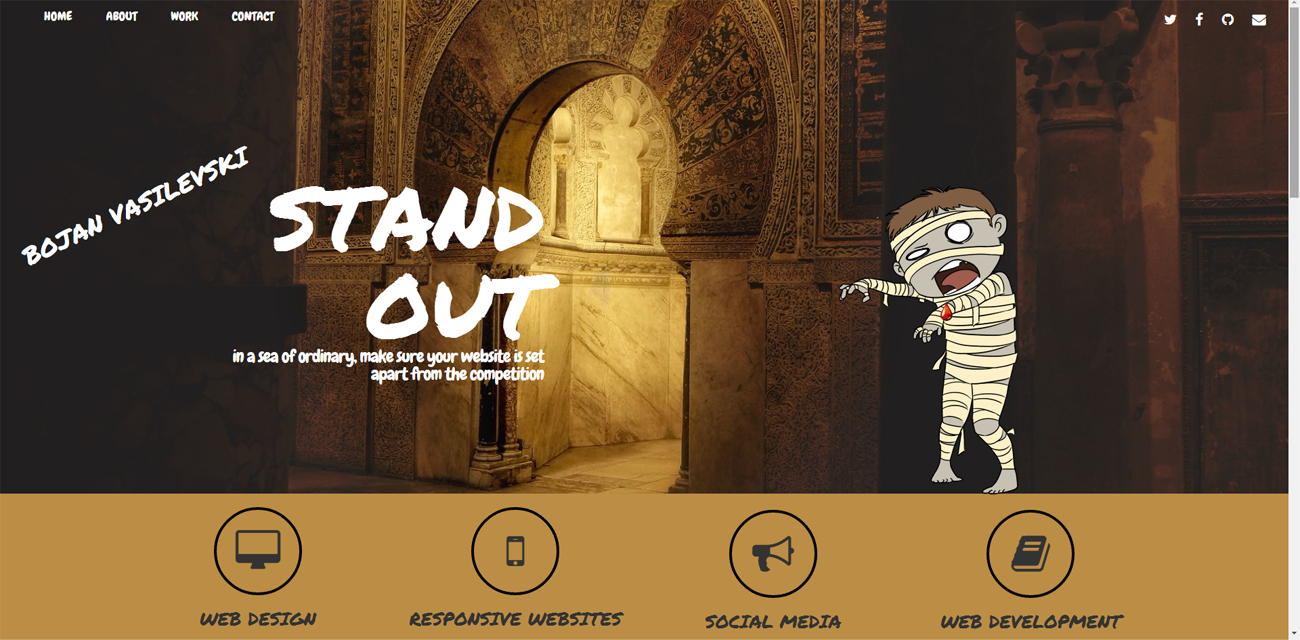 HOME ABOUT WORK CONTACT
BOJAN VASILEVSKI
STAND
OUT
in a sea of ordinary, make sure your website is set
apart from the competition
WEB DESIGN
RESPONSIVE WEBSITES
SOCIAL MEDIA
WEB DEVELOPMENT